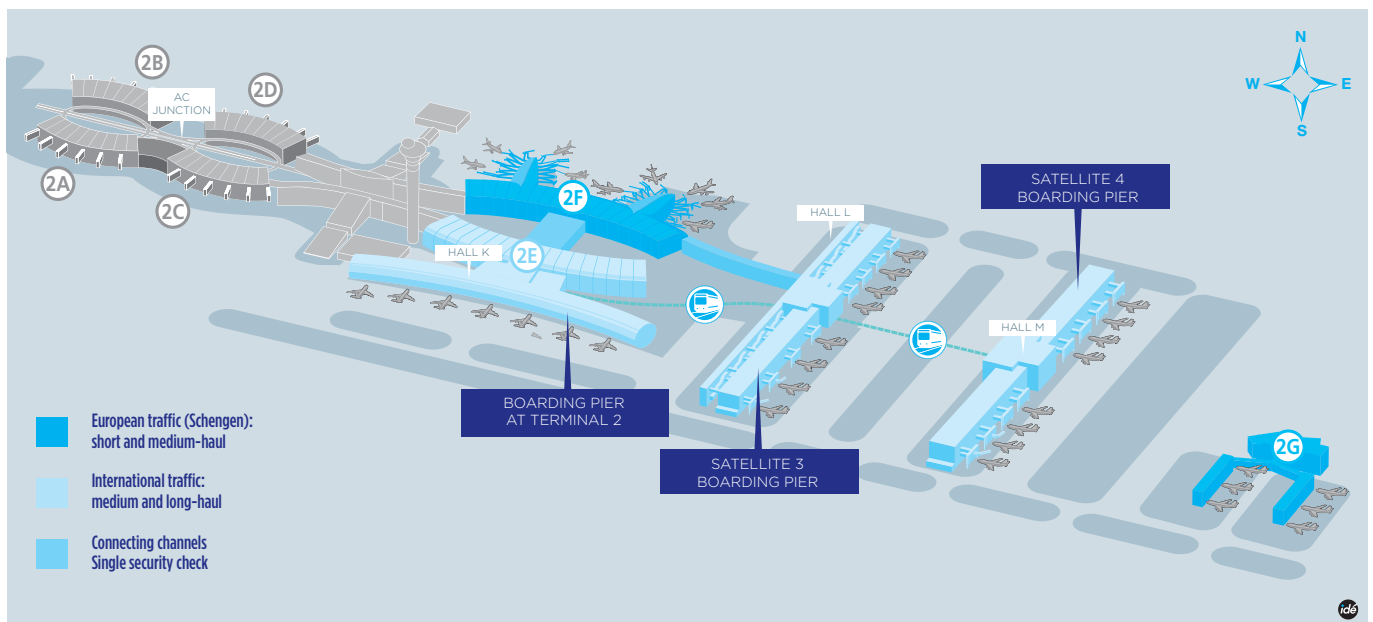 2B
2D
AC
JUNCTION
2A
2C
2F
2E
HALL K
HALL L
HALL M
SATELLITE 4
BOARDING PIER
N
W
E
S
BOARDING PIER
AT TERMINAL 2
SATELLITE 3
BOARDING PIER
2G
European traffic (Schengen):
short and medium-haul
International traffic:
medium and long-haul
Connecting channels
Single security check
idé